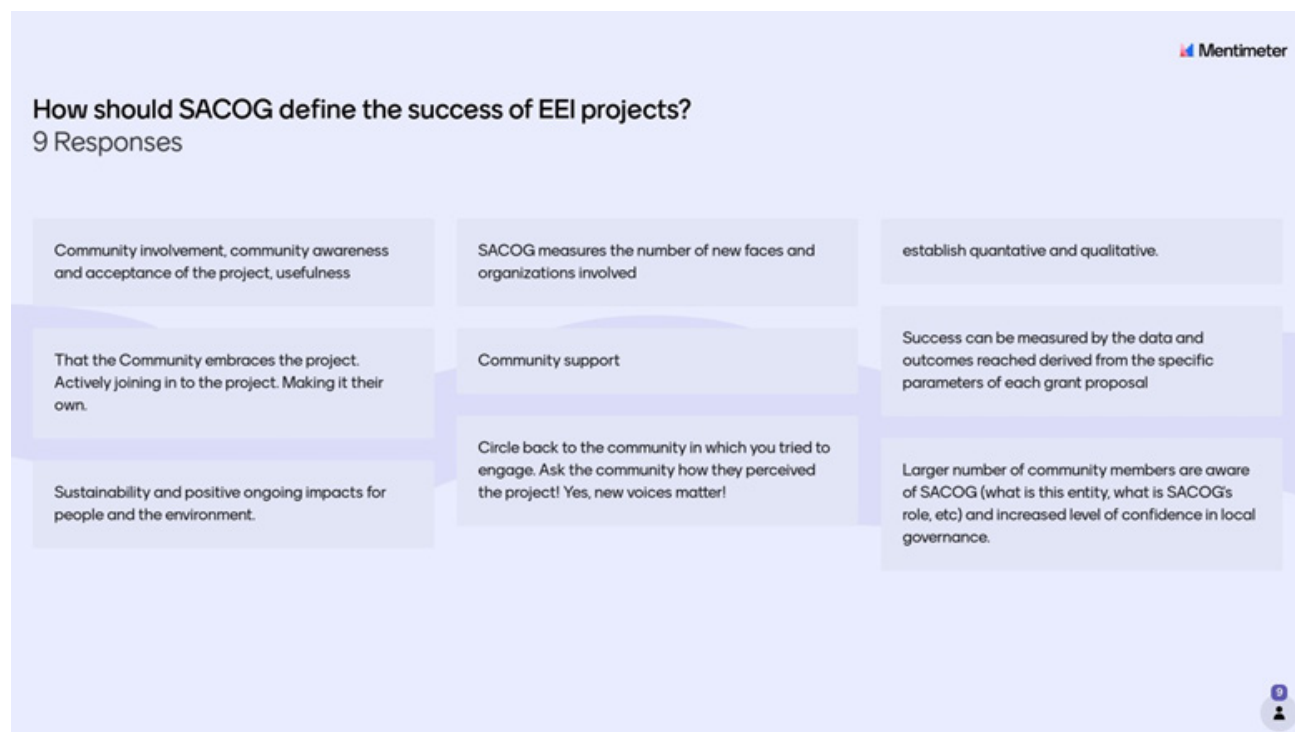 Mentimeter
How should SACOG define the success of EEI projects?
9 Responses
Community involvement, community awareness
and acceptance of the project, usefulness
That the Community embraces the project.
Actively joining in to the project. Making it their
own.
Sustainability and positive ongoing impacts for
people and the environment.
SACOG measures the number of new faces and
organizations involved
Community support
Circle back to the community in which you tried to
engage. Ask the community how they perceived
the project! Yes, new voices matter!
establish quantative and qualitative.
Success can be measured by the data and
outcomes reached derived from the specific
parameters of each grant proposal
Larger number of community members are aware
of SACOG (what is this entity, what is SACOG's
role, etc) and increased level of confidence in local
governance.
9